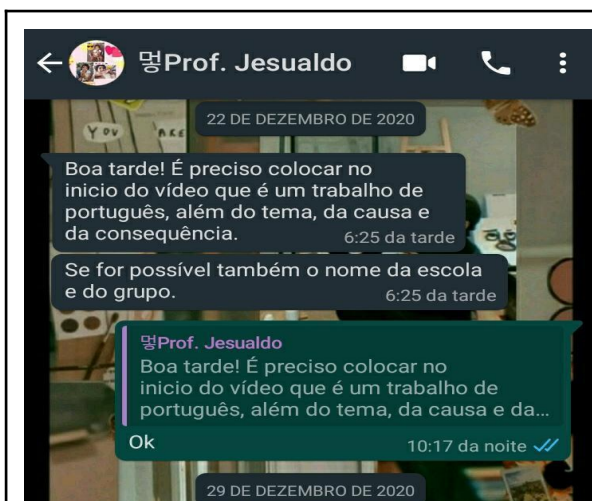 멍Prof. Jesualdo
22 DE DEZEMBRO DE 2020
YOU ARE
Boa tarde! É preciso colocar no
inicio do vídeo que é um trabalho de
português, além do tema, da causa e
da consequência. 6:25 da tarde
Se for possível também o nome da escola
e do grupo. 6:25 da tarde
멍Prof. Jesualdo
Boa tarde! É preciso colocar no
inicio do vídeo que é um trabalho de
português, além do tema, da causa e da...
Ok 10:17 da noite
29 DE DEZEMBRO DE 2020